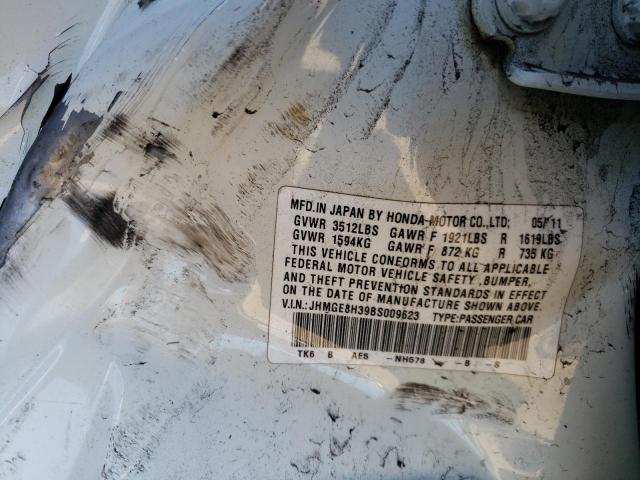 MFD.IN JAPAN BY HONDA MOTOR CO.,LTD; 05/11
GVWR 3512LBS GAWR F 1921LBS R 1619LBS
GVWR 1594KG GAWR F 872 KG R 735 KG
THIS VEHICLE CONFORMS TO ALL APPLICABLE
FEDERAL MOTOR VEHICLE SAFETY, BUMPER,
AND THEFT PREVENTION STANDARDS IN EFFECT
ON THE DATE OF MANUFACTURE SHOWN ABOVE.
V.I.N.: JHMGE8H39BS009623 TYPE:PASSENGER CAR
TK6 B AE5 -NH578 -B -S